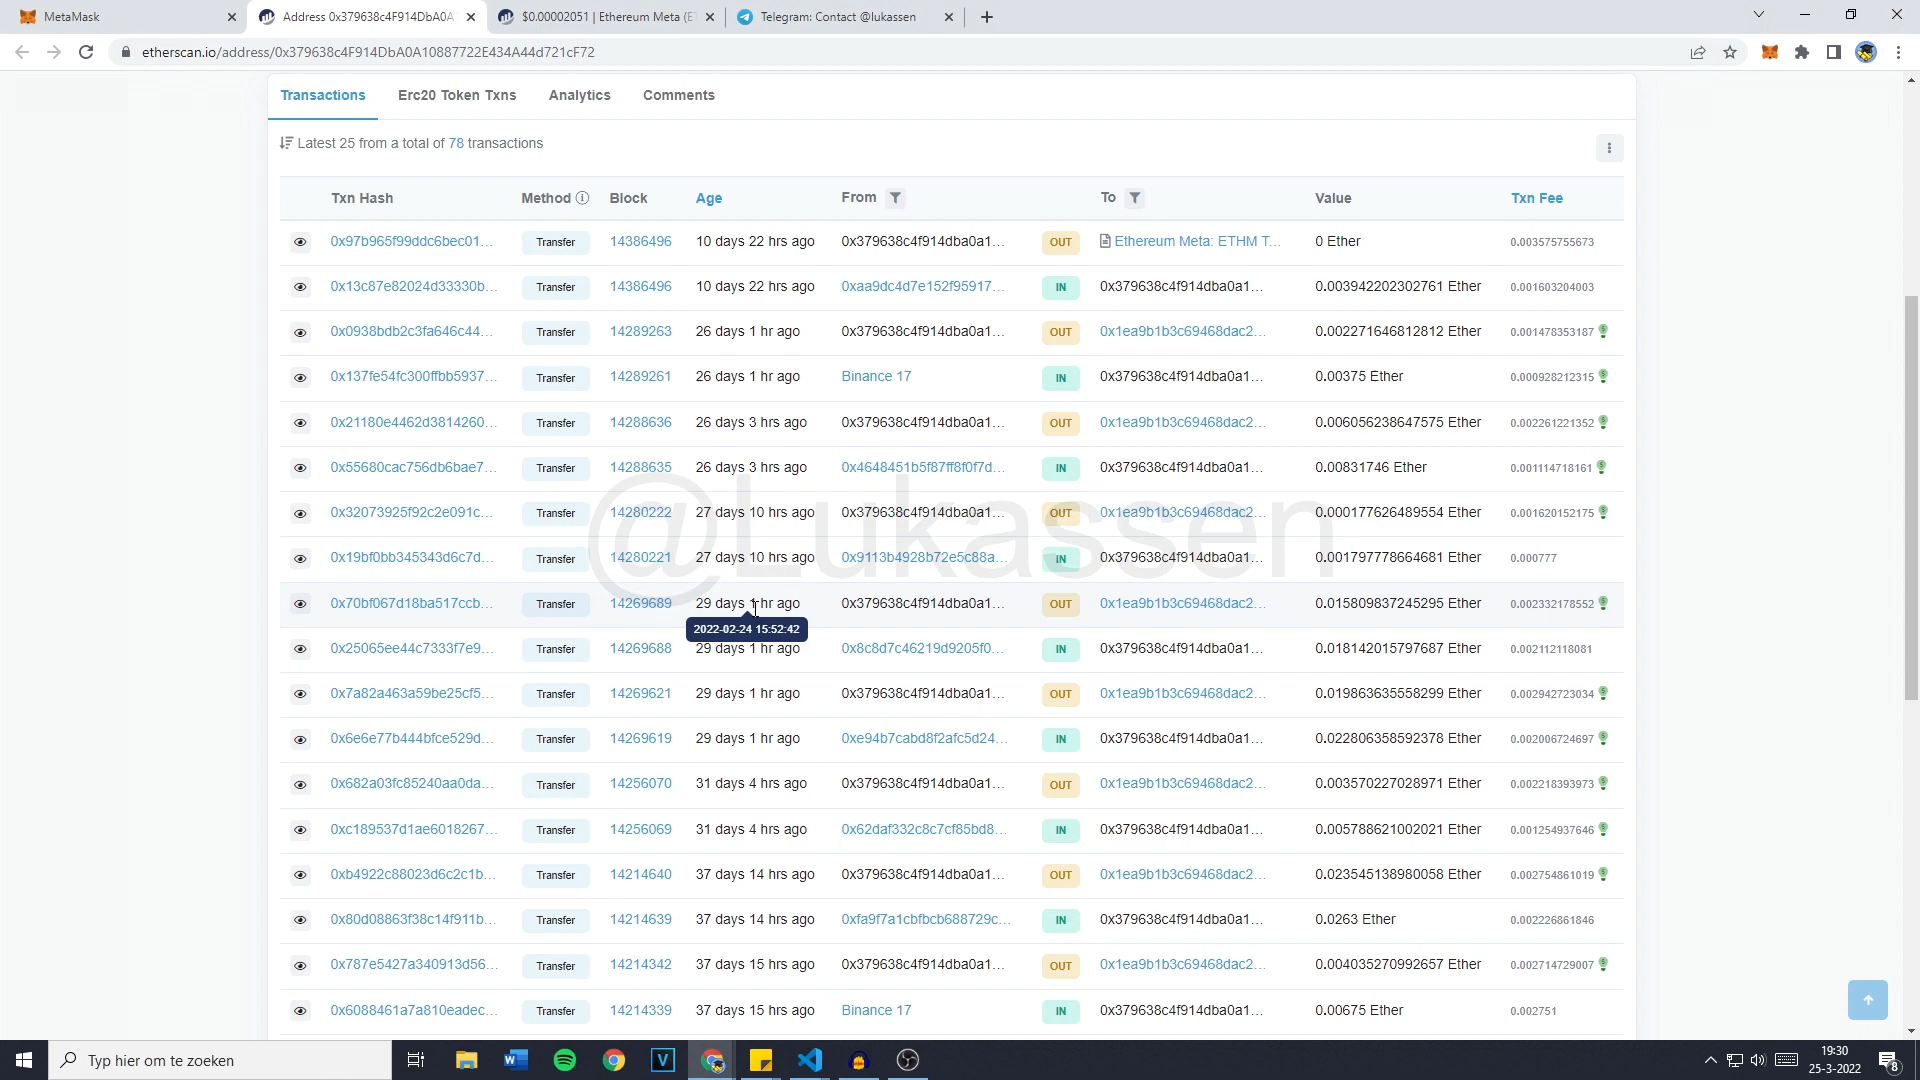 MetaMask
Address 0x379638c4F914DbA0A
$0.00002051 | Ethereum Meta (ET
Telegram: Contact @lukassen
etherscan.io/address/0x379638c4F914DbA0A10887722E434A44d721cF72
Transactions Erc20 Token Txns Analytics Comments
Latest 25 from a total of 78 transactions
Txn Hash Method Block Age From To Value Txn Fee
0x97b965f99ddc6bec01... Transfer 14386496 10 days 22 hrs ago 0x379638c4f914dba0a1... OUT Ethereum Meta: ETHM T... 0 Ether 0.003575755673
0x13c87e82024d33330b... Transfer 14386496 10 days 22 hrs ago 0xaa9dc4d7e152f95917... IN 0x379638c4f914dba0a1... 0.003942202302761 Ether 0.001603204003
0x0938bdb2c3fa646c44... Transfer 14289263 26 days 1 hr ago 0x379638c4f914dba0a1... OUT 0x1ea9b1b3c69468dac2... 0.002271646812812 Ether 0.001478353187
0x137fe54fc300ffbb5937... Transfer 14289261 26 days 1 hr ago Binance 17 IN 0x379638c4f914dba0a1... 0.00375 Ether 0.000928212315
0x21180e4462d3814260... Transfer 14288636 26 days 3 hrs ago 0x379638c4f914dba0a1... OUT 0x1ea9b1b3c69468dac2... 0.006056238647575 Ether 0.002261221352
0x55680cac756db6bae7... Transfer 14288635 26 days 3 hrs ago 0x4648451b5f87ff8f0f7d... IN 0x379638c4f914dba0a1... 0.00831746 Ether 0.001114718161
0x32073925f92c2e091c... Transfer 14280222 27 days 10 hrs ago 0x379638c4f914dba0a1... OUT 0x1ea9b1b3c69468dac2... 0.000177626489554 Ether 0.001620152175
@Lukassen
0x19bf0bb345343d6c7d... Transfer 14280221 27 days 10 hrs ago 0x9113b4928b72e5c88a... IN 0x379638c4f914dba0a1... 0.001797778664681 Ether 0.000777
0x70bf067d18ba517ccb... Transfer 14269689 29 days 1 hr ago 0x379638c4f914dba0a1... OUT 0x1ea9b1b3c69468dac2... 0.015809837245295 Ether 0.002332178552
2022-02-24 15:52:42
0x25065ee44c7333f7e9... Transfer 14269688 29 days 1 hr ago 0x8c8d7c46219d9205f0... IN 0x379638c4f914dba0a1... 0.018142015797687 Ether 0.002112118081
0x7a82a463a59be25cf5... Transfer 14269621 29 days 1 hr ago 0x379638c4f914dba0a1... OUT 0x1ea9b1b3c69468dac2... 0.019863635558299 Ether 0.002942723034
0x6e6e77b444bfce529d... Transfer 14269619 29 days 1 hr ago 0xe94b7cabd8f2afc5d24... IN 0x379638c4f914dba0a1... 0.022806358592378 Ether 0.002006724697
0x682a03fc85240aa0da... Transfer 14256070 31 days 4 hrs ago 0x379638c4f914dba0a1... OUT 0x1ea9b1b3c69468dac2... 0.003570227028971 Ether 0.002218393973
0xc189537d1ae6018267... Transfer 14256069 31 days 4 hrs ago 0x62daf332c8c7cf85bd8... IN 0x379638c4f914dba0a1... 0.005788621002021 Ether 0.001254937646
0xb4922c88023d6c2c1b... Transfer 14214640 37 days 14 hrs ago 0x379638c4f914dba0a1... OUT 0x1ea9b1b3c69468dac2... 0.023545138980058 Ether 0.002754861019
0x80d08863f38c14f911b... Transfer 14214639 37 days 14 hrs ago 0xfa9f7a1cbfbcb688729c... IN 0x379638c4f914dba0a1... 0.0263 Ether 0.002226861846
0x787e5427a340913d56... Transfer 14214342 37 days 15 hrs ago 0x379638c4f914dba0a1... OUT 0x1ea9b1b3c69468dac2... 0.004035270992657 Ether 0.002714729007
0x6088461a7a810eadec... Transfer 14214339 37 days 15 hrs ago Binance 17 IN 0x379638c4f914dba0a1... 0.00675 Ether 0.002751
Typ hier om te zoeken
19:30
25-3-2022
8